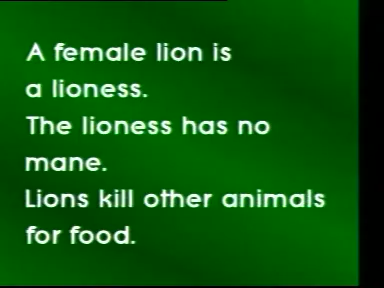 A female lion is
a lioness.
The lioness has no
mane.
Lions kill other animals
for food.